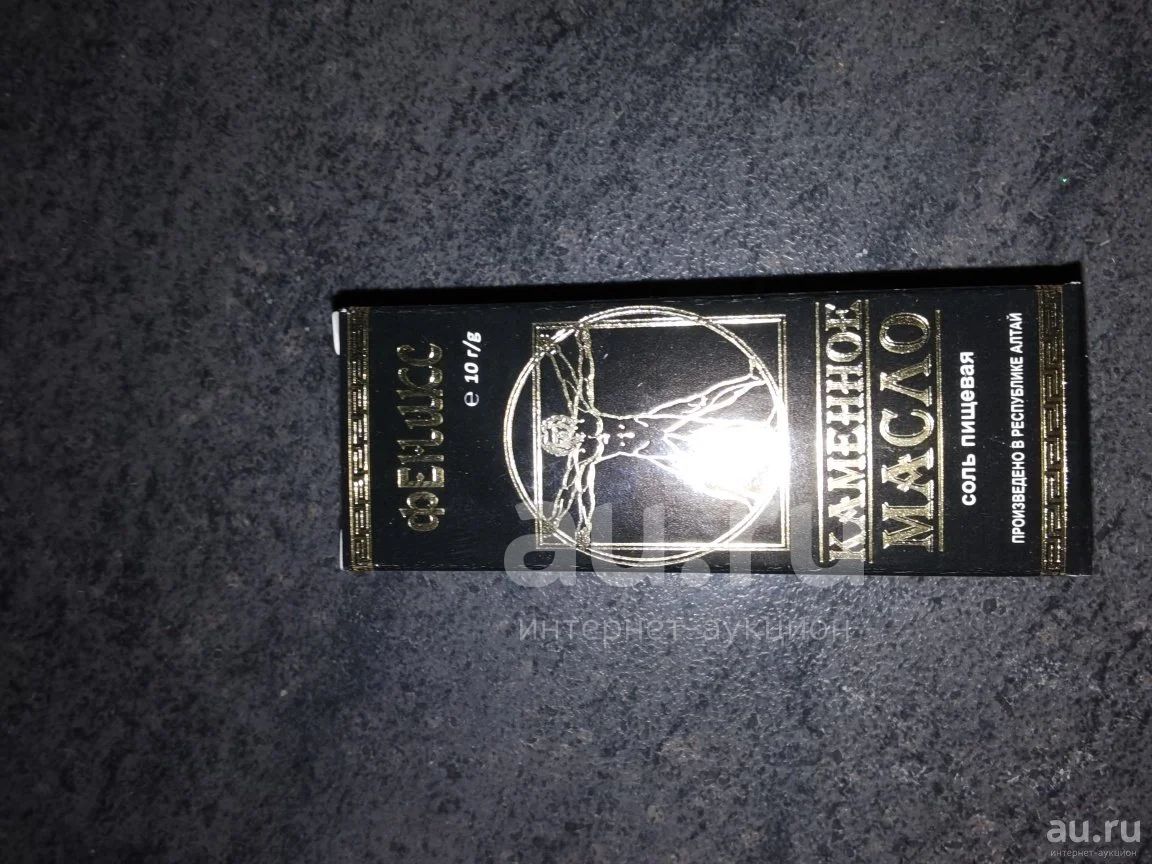 ФЕНИКС
℮ 10 г/g
КАМЕННОЕ
МАСЛО
соль пищевая
ПРОИЗВЕДЕНО В РЕСПУБЛИКЕ АЛТАЙ
au.ru
интернет-аукцион
au.ru
интернет-аукцион